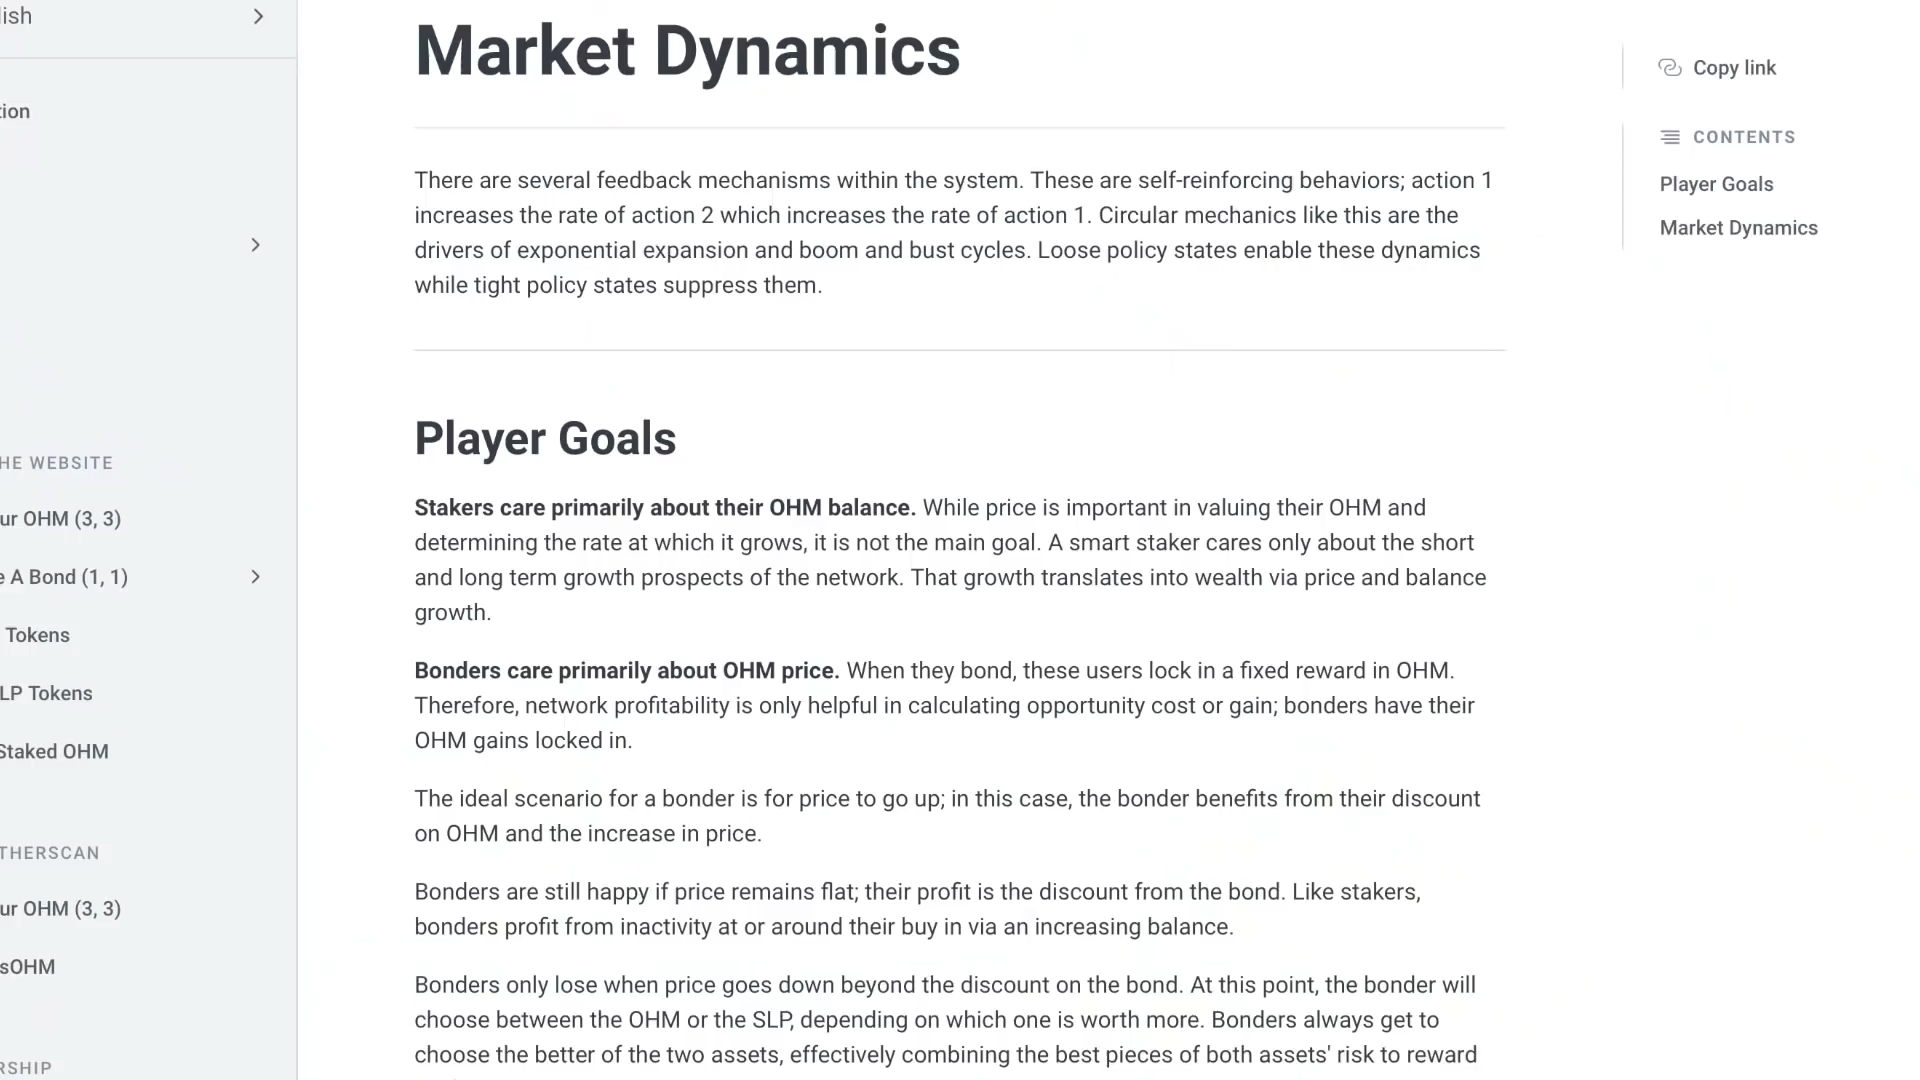 lish
tion
HE WEBSITE
ur OHM (3, 3)
e A Bond (1, 1)
Tokens
LP Tokens
Staked OHM
THERSCAN
ur OHM (3, 3)
sOHM
RSHIP
Market Dynamics
There are several feedback mechanisms within the system. These are self-reinforcing behaviors; action 1
increases the rate of action 2 which increases the rate of action 1. Circular mechanics like this are the
drivers of exponential expansion and boom and bust cycles. Loose policy states enable these dynamics
while tight policy states suppress them.
Player Goals
Stakers care primarily about their OHM balance. While price is important in valuing their OHM and
determining the rate at which it grows, it is not the main goal. A smart staker cares only about the short
and long term growth prospects of the network. That growth translates into wealth via price and balance
growth.
Bonders care primarily about OHM price. When they bond, these users lock in a fixed reward in OHM.
Therefore, network profitability is only helpful in calculating opportunity cost or gain; bonders have their
OHM gains locked in.
The ideal scenario for a bonder is for price to go up; in this case, the bonder benefits from their discount
on OHM and the increase in price.
Bonders are still happy if price remains flat; their profit is the discount from the bond. Like stakers,
bonders profit from inactivity at or around their buy in via an increasing balance.
Bonders only lose when price goes down beyond the discount on the bond. At this point, the bonder will
choose between the OHM or the SLP, depending on which one is worth more. Bonders always get to
choose the better of the two assets, effectively combining the best pieces of both assets' risk to reward
Copy link
CONTENTS
Player Goals
Market Dynamics